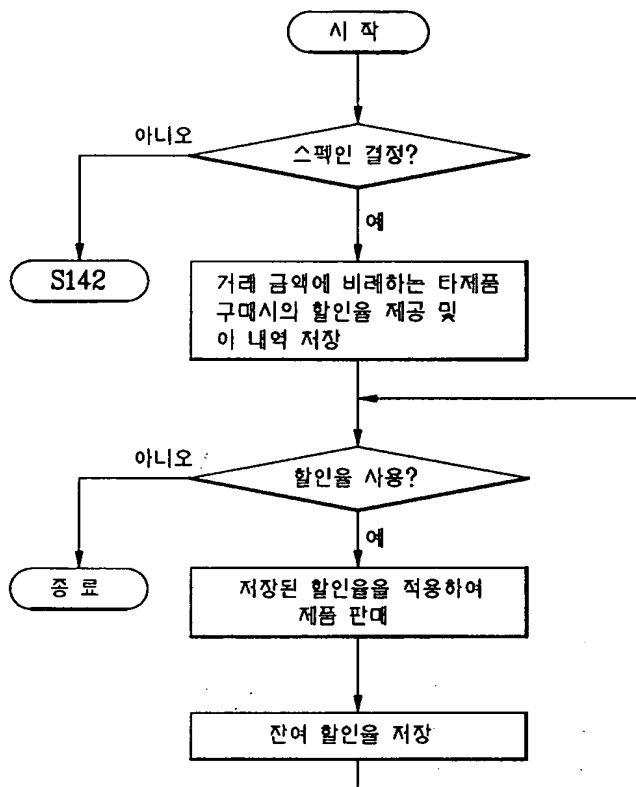 시 작
아니오
스펙인 결정?
예
S142
거래 금액에 비례하는 타제품
구매시의 할인율 제공 및
이 내역 저장
아니오
할인율 사용?
예
종 료
저장된 할인율을 적용하여
제품 판매
잔여 할인율 저장